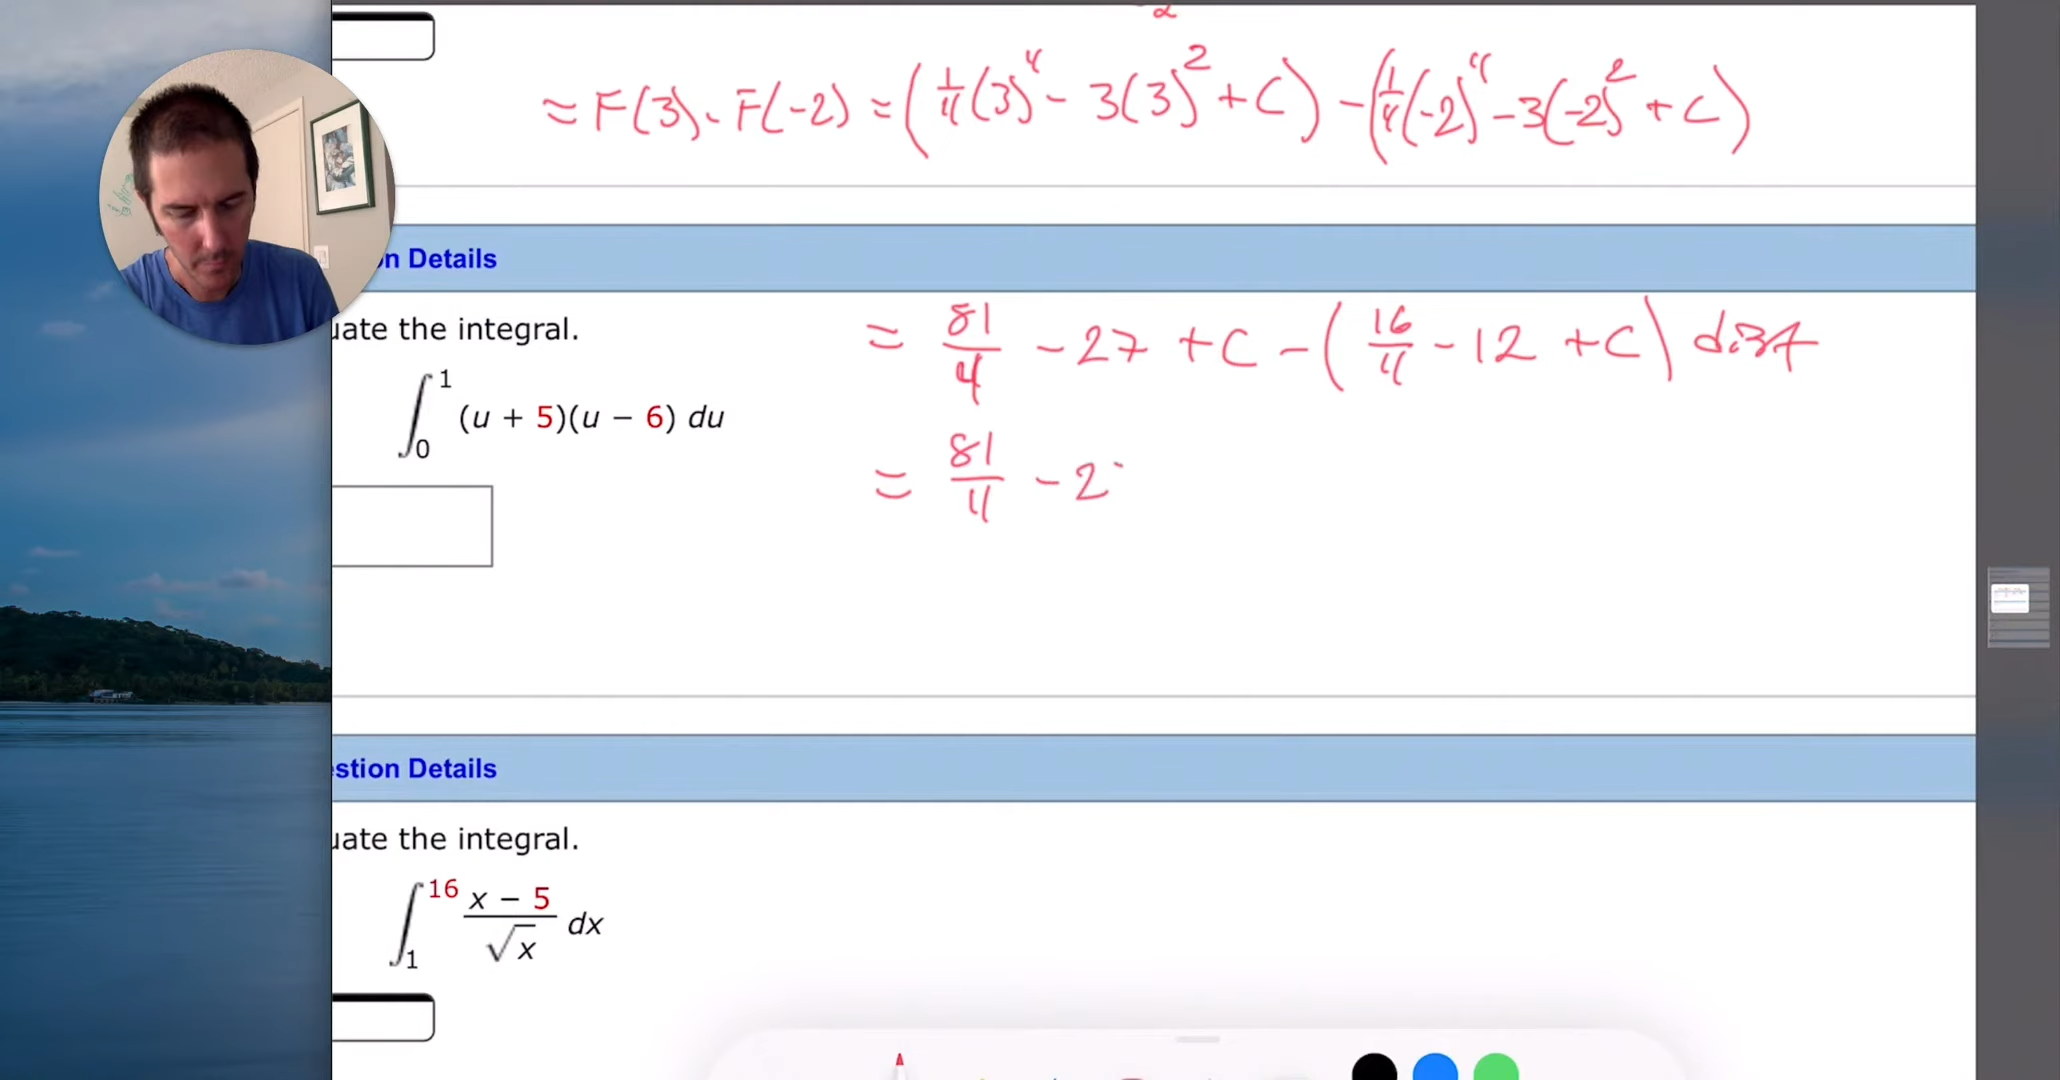 2
= F(3) - F(-2) = (1/4(3)^4 - 3(3)^2 + C) - (1/4(-2)^4 - 3(-2)^2 + C)
n Details
= 81/4 - 27 + C - (16/4 - 12 + C) dist
uate the integral.
∫_0^1 (u + 5)(u − 6) du
= 81/4 - 2
stion Details
uate the integral.
∫_1^16 (x − 5)/√x dx